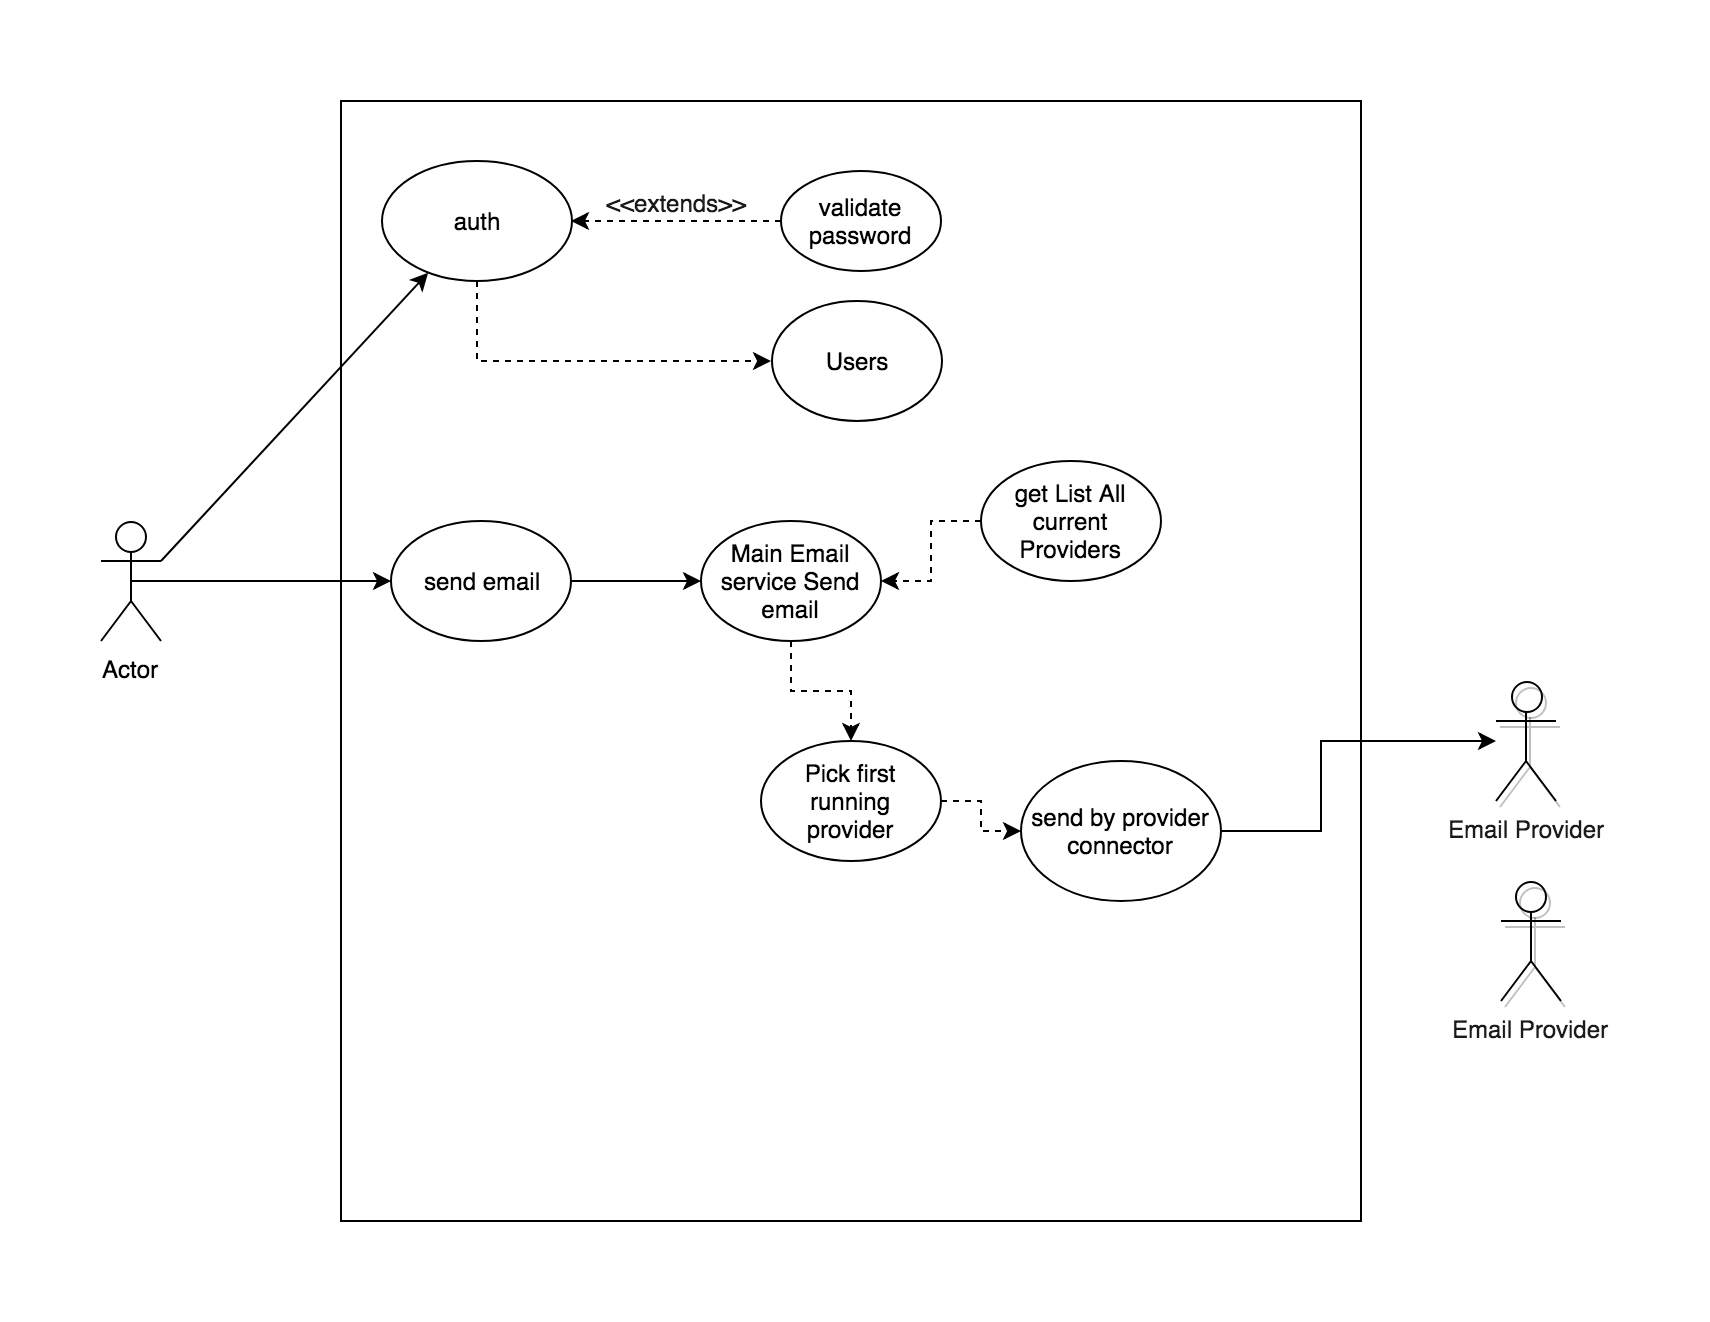 auth
<<extends>>
validate
password
Users
get List All
current
Providers
send email
Main Email
service Send
email
Actor
Pick first
running
provider
send by provider
connector
Email Provider
Email Provider